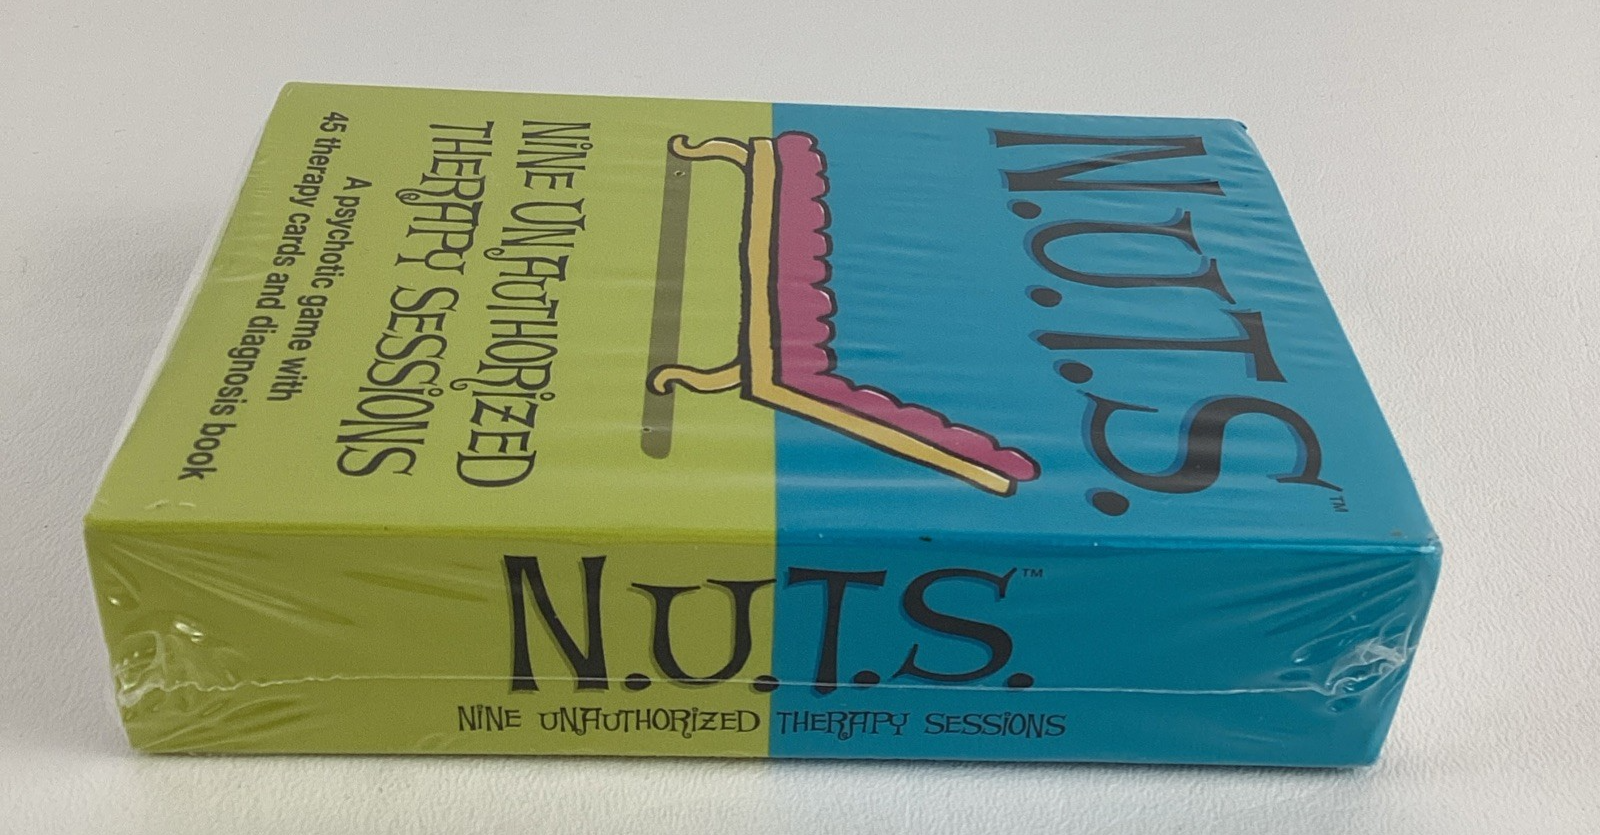 N.U.T.S.™
NINE UNAUTHORIZED
THERAPY SESSIONS
A psychotic game with
45 therapy cards and diagnosis book
N.U.T.S.™
NINE UNAUTHORIZED THERAPY SESSIONS